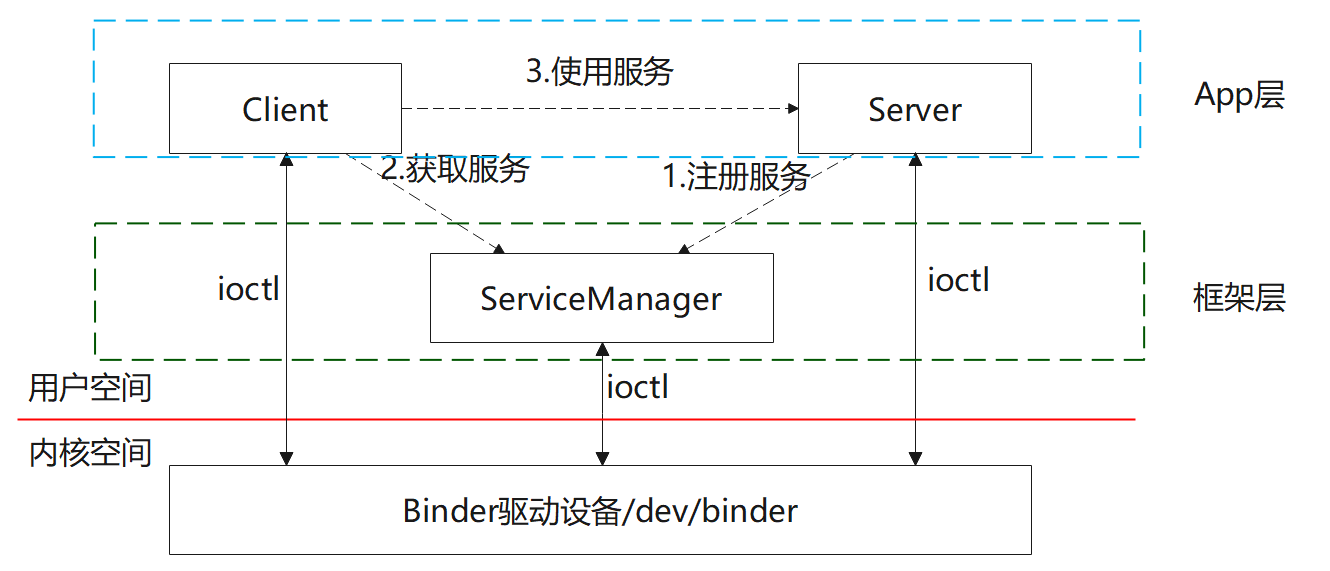 3.使用服务
Client
Server
App层
2.获取服务
1.注册服务
ioctl
ServiceManager
ioctl
框架层
用户空间
ioctl
内核空间
Binder驱动设备/dev/binder